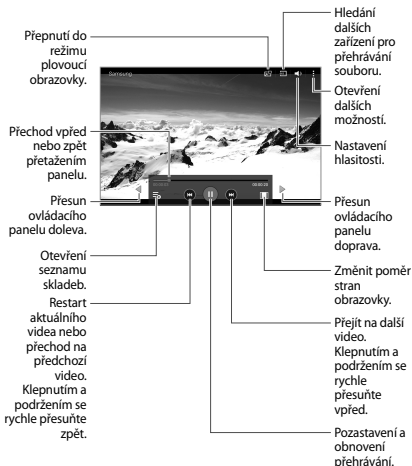 Přepnutí do
režimu
plovoucí
obrazovky.
Přechod vpřed
nebo zpět
přetažením
panelu.
Přesun
ovládacího
panelu doleva.
Otevření
seznamu
skladeb.
Restart
aktuálního
videa nebo
přechod na
předchozí
video.
Klepnutím a
podržením se
rychle přesuňte
zpět.
Samsung
Hledání
dalších
zařízení pro
přehrávání
souboru.
Otevření
dalších
možností.
Nastavení
hlasitosti.
Přesun
ovládacího
panelu
doprava.
Změnit poměr
stran
obrazovky.
Přejít na další
video.
Klepnutím a
podržením se
rychle
přesuňte
vpřed.
Pozastavení a
obnovení
přehrávání.